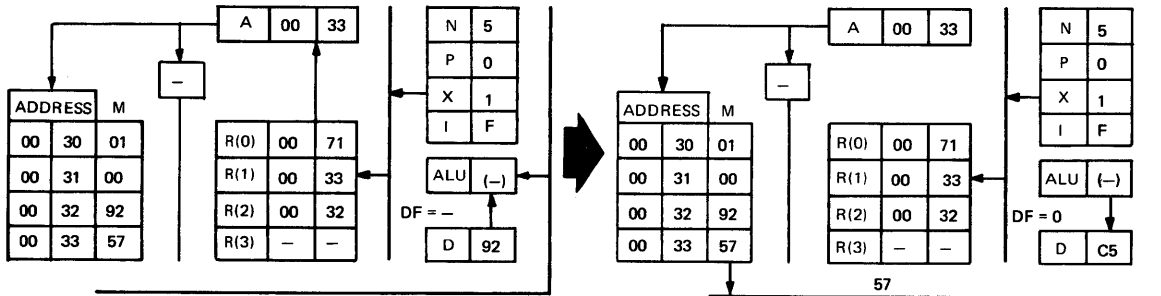 A 00 33
N 5
P 0
X 1
I F
–
ADDRESS M
00 30 01
00 31 00
00 32 92
00 33 57
R(0) 00 71
R(1) 00 33
R(2) 00 32
R(3) – –
ALU (–)
DF = –
D 92
A 00 33
N 5
P 0
X 1
I F
–
ADDRESS M
00 30 01
00 31 00
00 32 92
00 33 57
R(0) 00 71
R(1) 00 33
R(2) 00 32
R(3) – –
ALU (–)
DF = 0
D C5
57